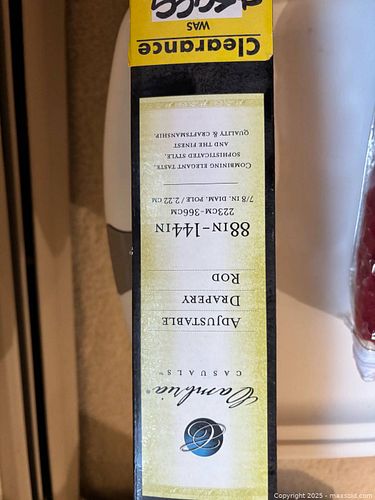 Cambria®
CASUALS™
ADJUSTABLE
DRAPERY
ROD
88IN-144IN
223CM-366CM
7/8 IN. DIAM. POLE / 2.22 CM
COMBINING ELEGANT TASTE,
SOPHISTICATED STYLE,
AND THE FINEST
QUALITY & CRAFTSMANSHIP.
Clearance
WAS
Copyright 2025 - maxsold.com